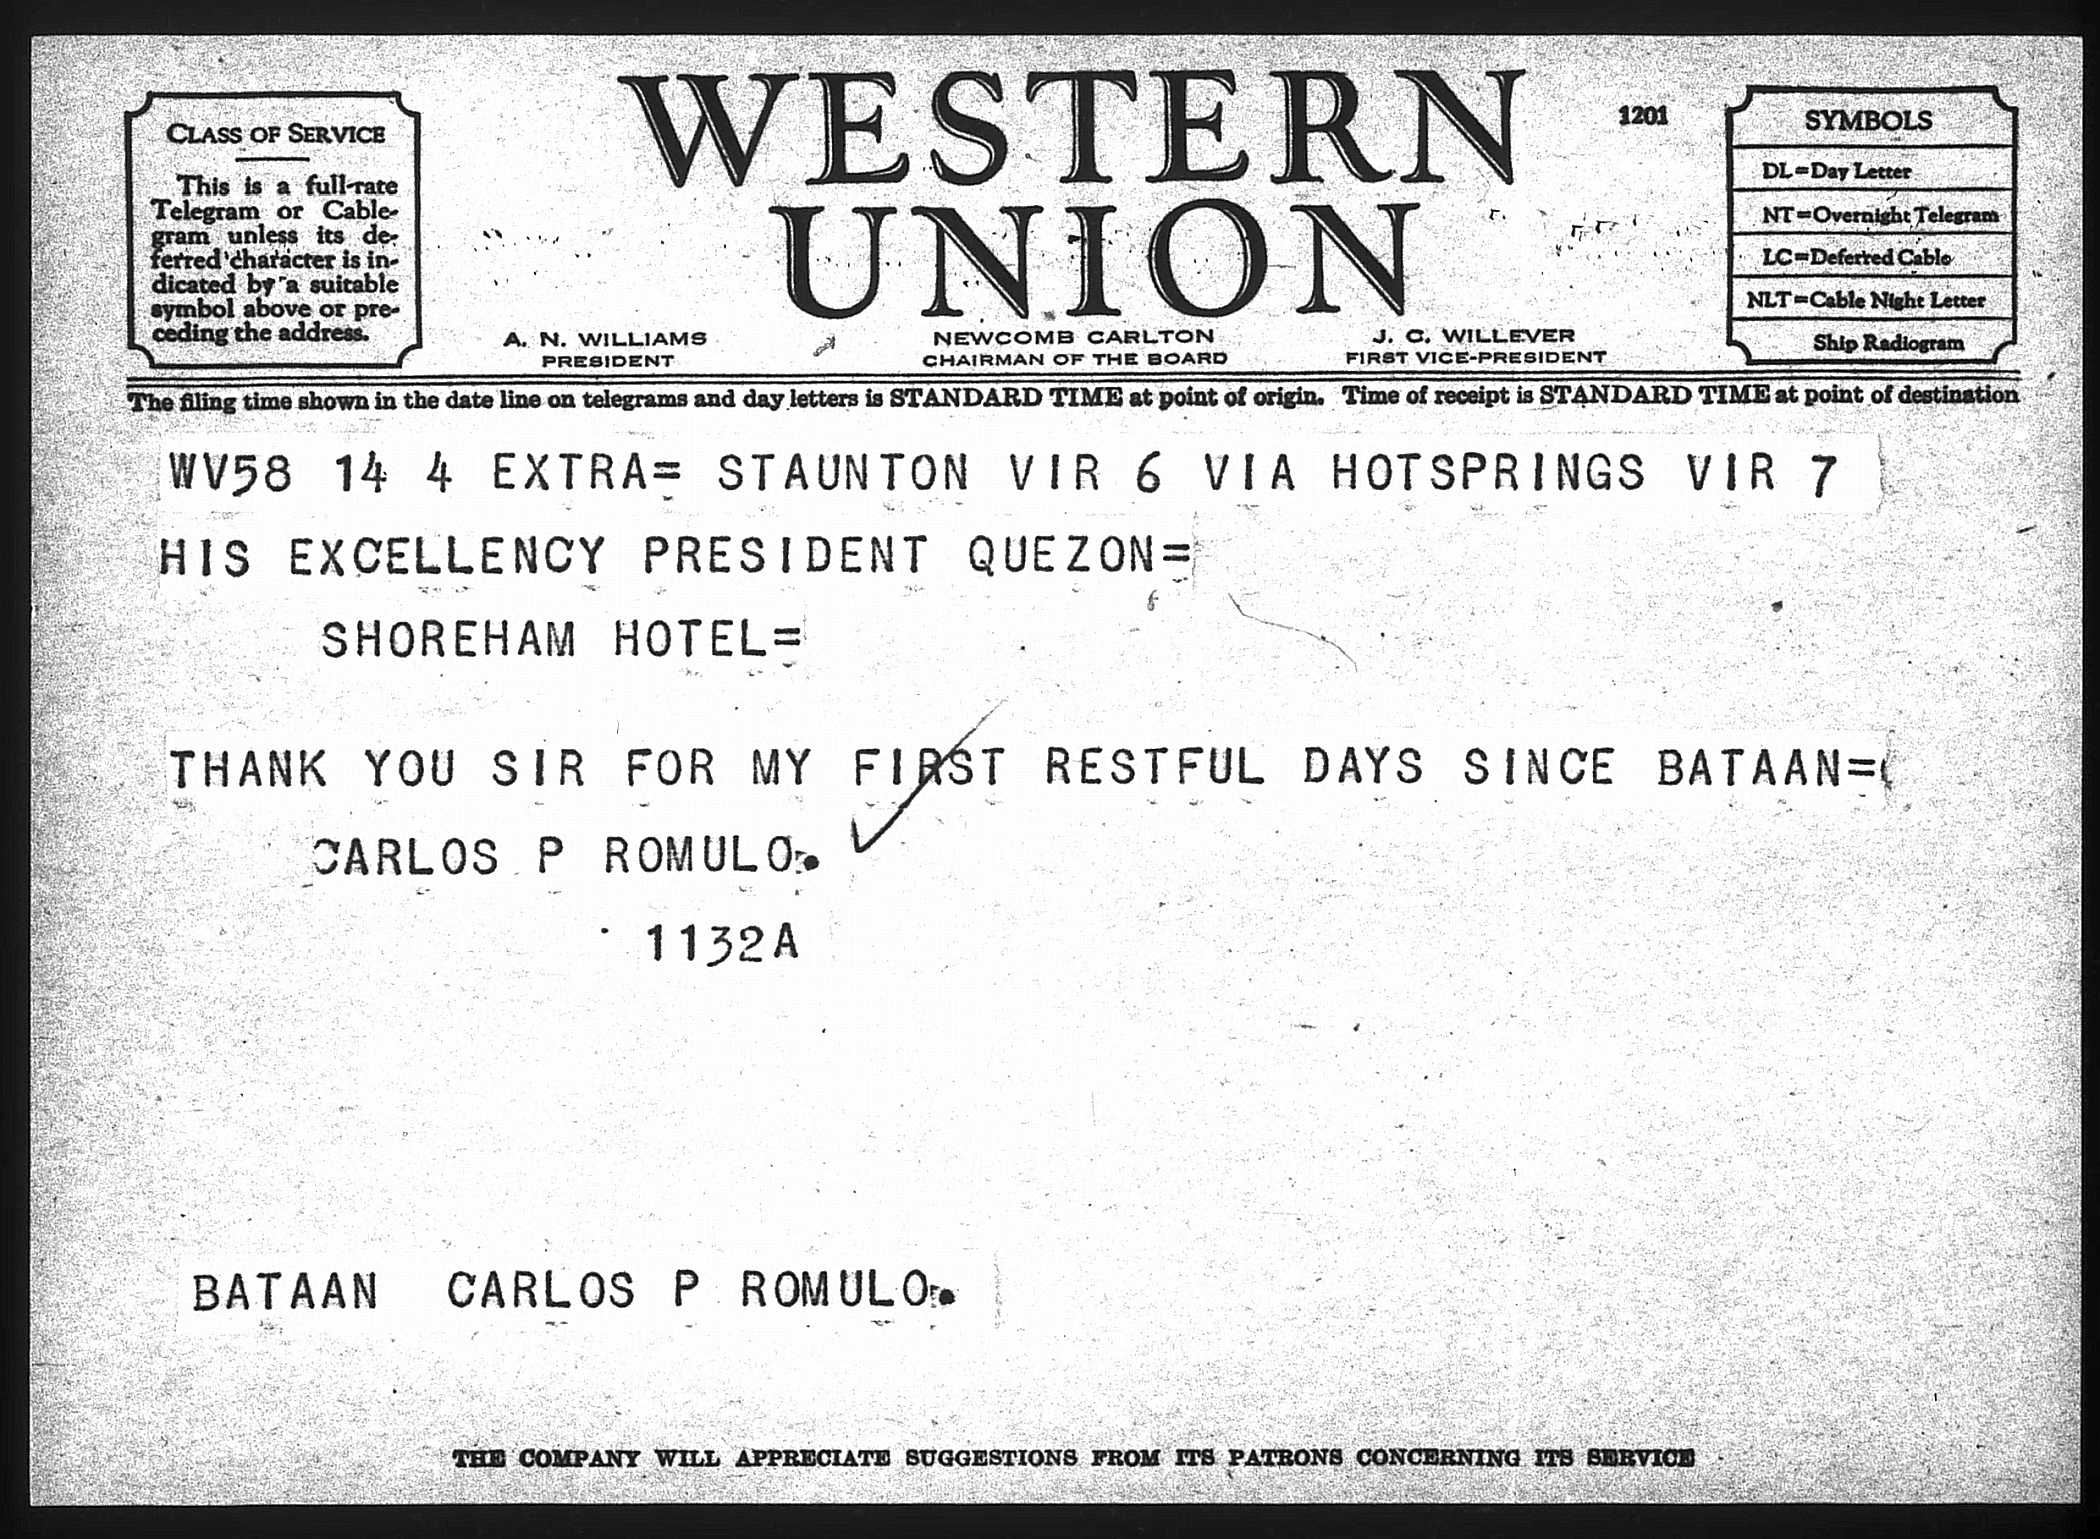 WESTERN
UNION
1201
CLASS OF SERVICE
This is a full-rate
Telegram or Cable-
gram unless its de-
ferred character is in-
dicated by a suitable
symbol above or pre-
ceding the address.
SYMBOLS
DL=Day Letter
NT=Overnight Telegram
LC=Deferred Cable
NLT=Cable Night Letter
Ship Radiogram
A. N. WILLIAMS
PRESIDENT
NEWCOMB CARLTON
CHAIRMAN OF THE BOARD
J. C. WILLEVER
FIRST VICE-PRESIDENT
The filing time shown in the date line on telegrams and day letters is STANDARD TIME at point of origin. Time of receipt is STANDARD TIME at point of destination
WV58 14 4 EXTRA= STAUNTON VIR 6 VIA HOTSPRINGS VIR 7
HIS EXCELLENCY PRESIDENT QUEZON=
SHOREHAM HOTEL=
THANK YOU SIR FOR MY FIRST RESTFUL DAYS SINCE BATAAN=
CARLOS P ROMULO.
1132A
BATAAN CARLOS P ROMULO.
THE COMPANY WILL APPRECIATE SUGGESTIONS FROM ITS PATRONS CONCERNING ITS SERVICE